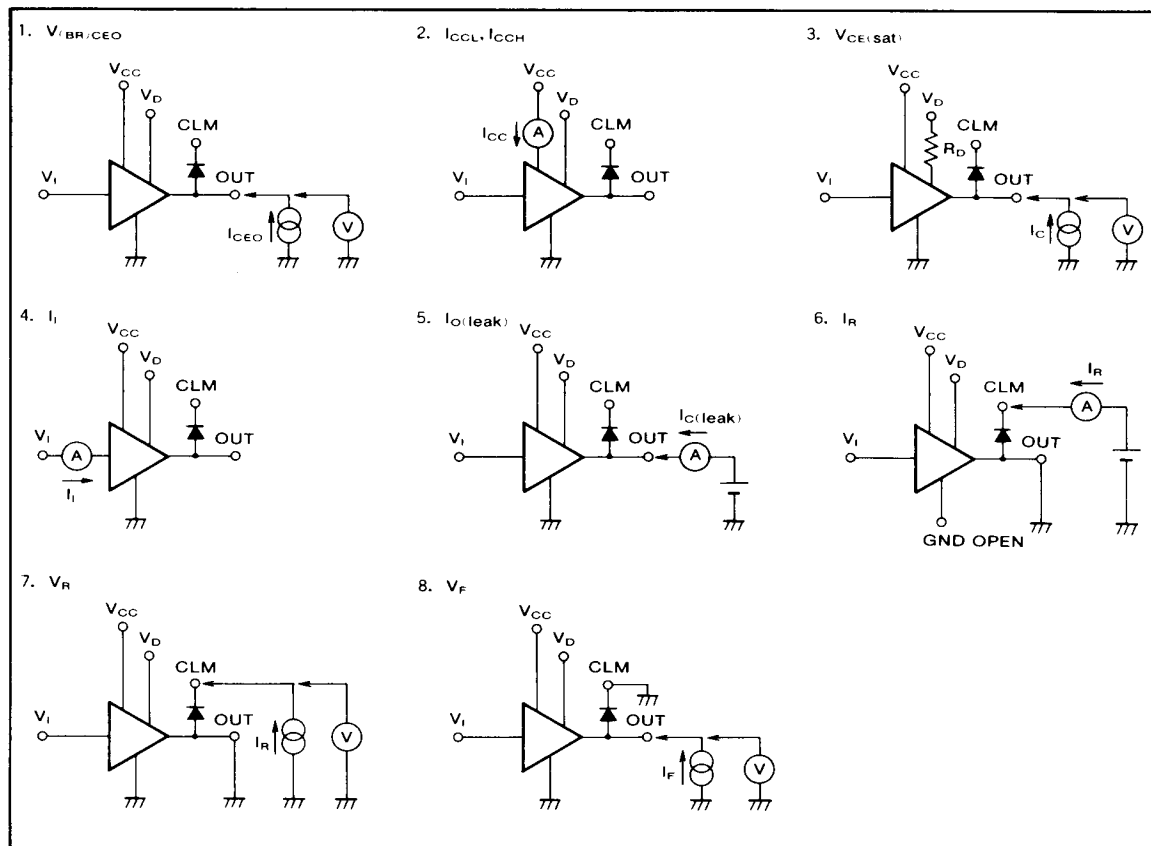 1. V(BR)CEO
VCC
VD
CLM
VI
OUT
ICEO
V
2. ICCL, ICCH
VCC
VD
ICC
A
CLM
VI
OUT
3. VCE(sat)
VCC
VD
RD
CLM
VI
OUT
IC
V
4. II
VCC
VD
CLM
VI
A
OUT
II
5. IO(leak)
VCC
VD
CLM
IC(leak)
VI
OUT
A
6. IR
VCC
VD
IR
CLM
A
OUT
VI
GND OPEN
7. VR
VCC
VD
CLM
VI
OUT
IR
V
8. VF
VCC
VD
CLM
VI
OUT
IF
V